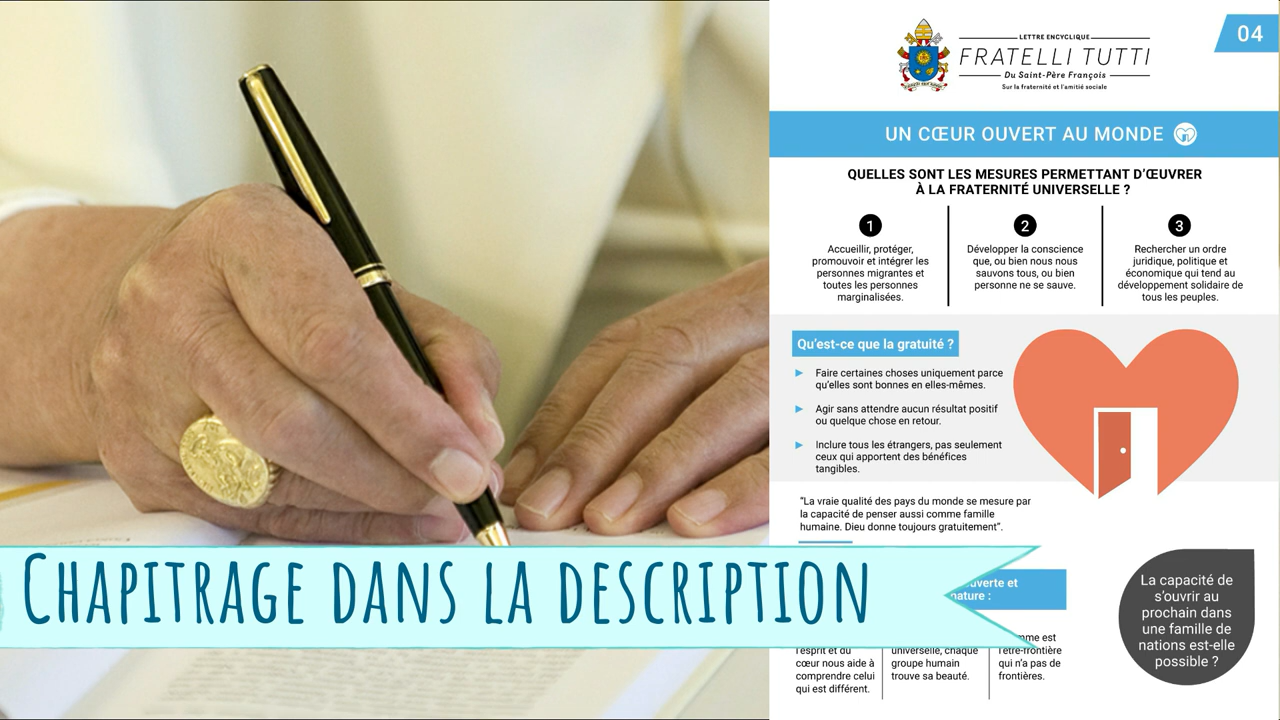 CHAPITRAGE DANS LA DESCRIPTION
04
LETTRE ENCYCLIQUE
FRATELLI TUTTI
Du Saint-Père François
Sur la fraternité et l'amitié sociale
UN CŒUR OUVERT AU MONDE
QUELLES SONT LES MESURES PERMETTANT D'ŒUVRER
À LA FRATERNITÉ UNIVERSELLE ?
1
Accueillir, protéger,
promouvoir et intégrer les
personnes migrantes et
toutes les personnes
marginalisées.
2
Développer la conscience
que, ou bien nous nous
sauvons tous, ou bien
personne ne se sauve.
3
Rechercher un ordre
juridique, politique et
économique qui tend au
développement solidaire de
tous les peuples.
Qu'est-ce que la gratuité ?
Faire certaines choses uniquement parce
qu'elles sont bonnes en elles-mêmes.
Agir sans attendre aucun résultat positif
ou quelque chose en retour.
Inclure tous les étrangers, pas seulement
ceux qui apportent des bénéfices
tangibles.
"La vraie qualité des pays du monde se mesure par
la capacité de penser aussi comme famille
humaine. Dieu donne toujours gratuitement".
et
:
l'esprit et du
cœur nous aide à
comprendre celui
qui est différent.
universelle, chaque
groupe humain
trouve sa beauté.
est
l'être-frontière
qui n'a pas de
frontières.
La capacité de
s'ouvrir au
prochain dans
une famille de
nations est-elle
possible ?